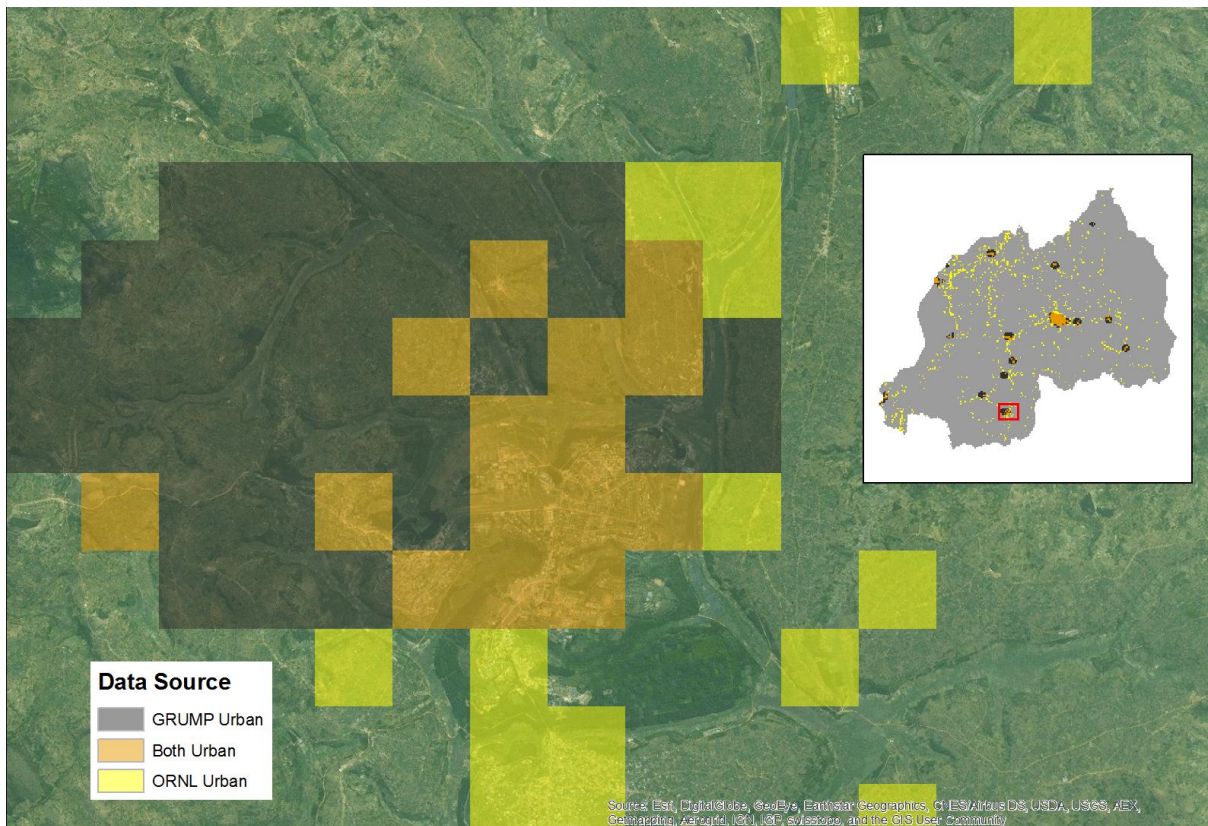 Data Source
GRUMP Urban
Both Urban
ORNL Urban
Source: Esri, DigitalGlobe, GeoEye, Earthstar Geographics, CNES/Airbus DS, USDA, USGS, AEX,
Getmapping, Aerogrid, IGN, IGP, swisstopo, and the GIS User Community